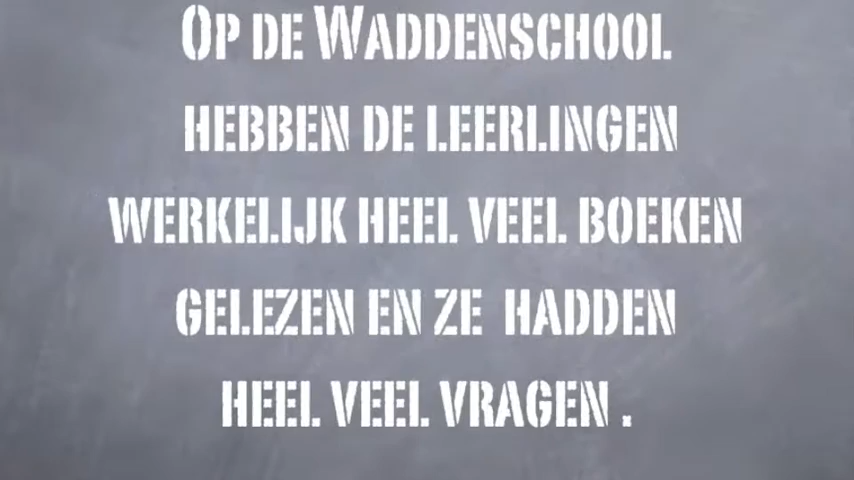 Op de Waddenschool
hebben de leerlingen
werkelijk heel veel boeken
gelezen en ze hadden
heel veel vragen .